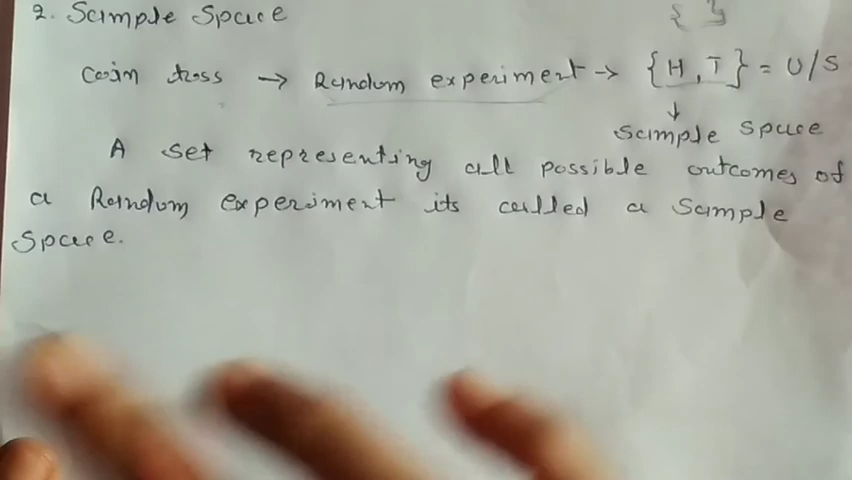 2. Sample Space
{ }
Coin toss → Random experiment → {H, T} = U/S
↓
Sample space
A set representing all possible outcomes of
a Random experiment its called a Sample
Space.